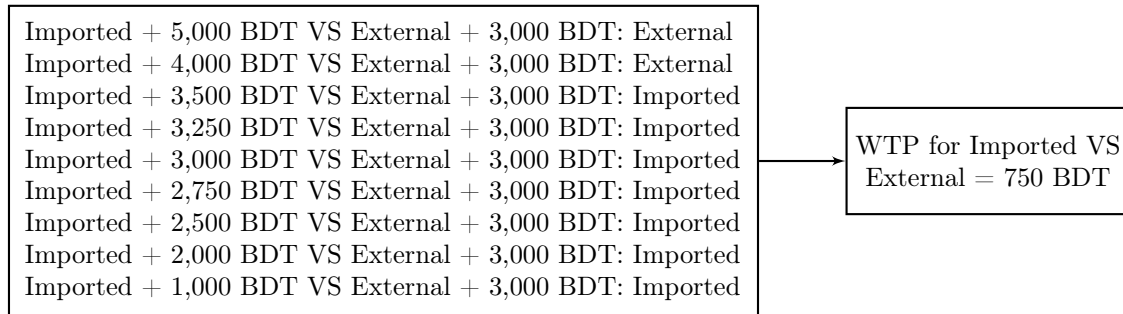 Imported + 5,000 BDT VS External + 3,000 BDT: External
Imported + 4,000 BDT VS External + 3,000 BDT: External
Imported + 3,500 BDT VS External + 3,000 BDT: Imported
Imported + 3,250 BDT VS External + 3,000 BDT: Imported
Imported + 3,000 BDT VS External + 3,000 BDT: Imported
Imported + 2,750 BDT VS External + 3,000 BDT: Imported
Imported + 2,500 BDT VS External + 3,000 BDT: Imported
Imported + 2,000 BDT VS External + 3,000 BDT: Imported
Imported + 1,000 BDT VS External + 3,000 BDT: Imported
WTP for Imported VS
External = 750 BDT